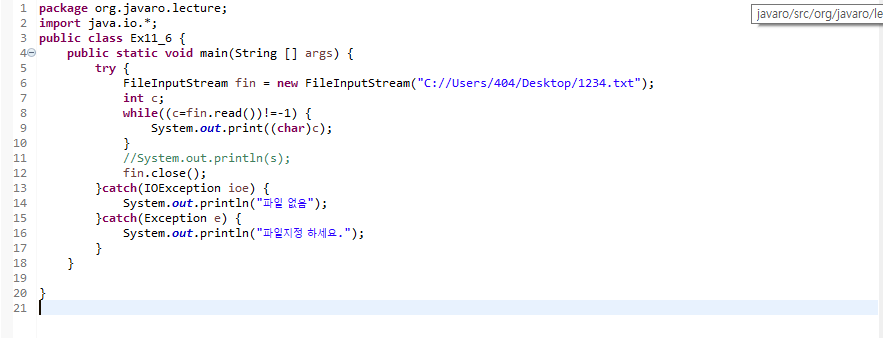 javaro/src/org/javaro/le
1 package org.javaro.lecture;
2 import java.io.*;
3 public class Ex11_6 {
4     public static void main(String [] args) {
5         try {
6             FileInputStream fin = new FileInputStream("C://Users/404/Desktop/1234.txt");
7             int c;
8             while((c=fin.read())!=-1) {
9                 System.out.print((char)c);
10             }
11             //System.out.println(s);
12             fin.close();
13         }catch(IOException ioe) {
14             System.out.println("파일 없음");
15         }catch(Exception e) {
16             System.out.println("파일지정 하세요.");
17         }
18     }
19
20 }
21